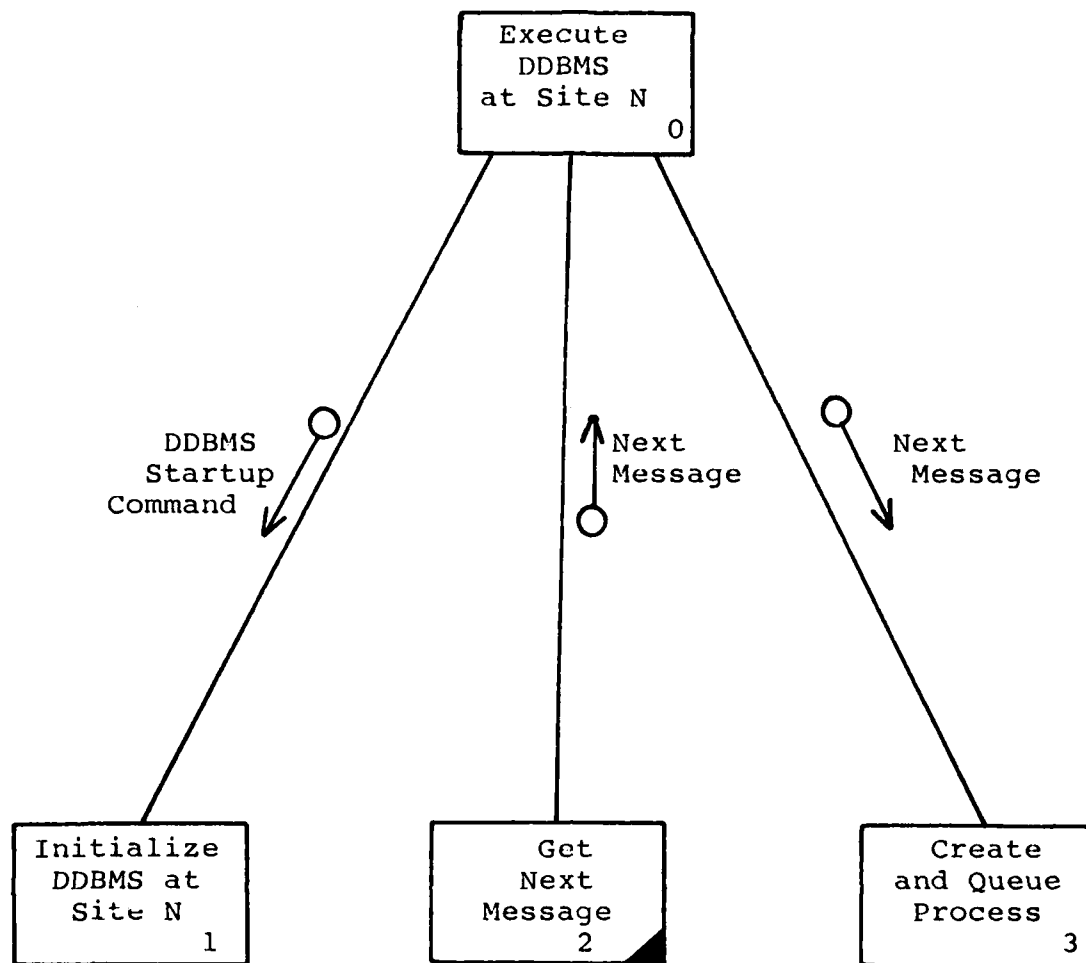 Execute
DDBMS
at Site N
0
DDBMS
Startup
Command
Next
Message
Next
Message
Initialize
DDBMS at
Site N
1
Get
Next
Message
2
Create
and Queue
Process
3